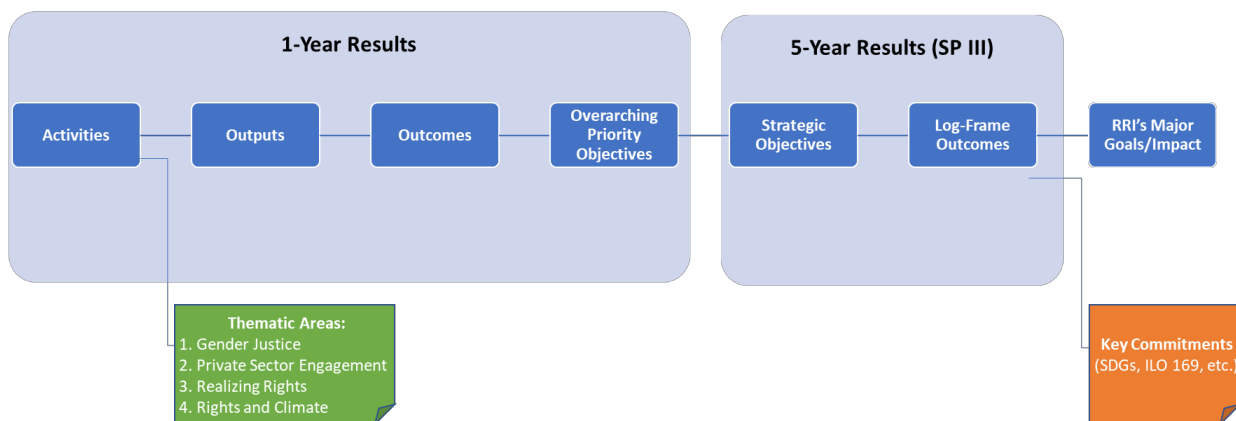 1-Year Results
5-Year Results (SP III)
Activities
Outputs
Outcomes
Overarching
Priority
Objectives
Strategic
Objectives
Log-Frame
Outcomes
RRI's Major
Goals/Impact
Thematic Areas:
1. Gender Justice
2. Private Sector Engagement
3. Realizing Rights
4. Rights and Climate
Key Commitments
(SDGs, ILO 169, etc.)